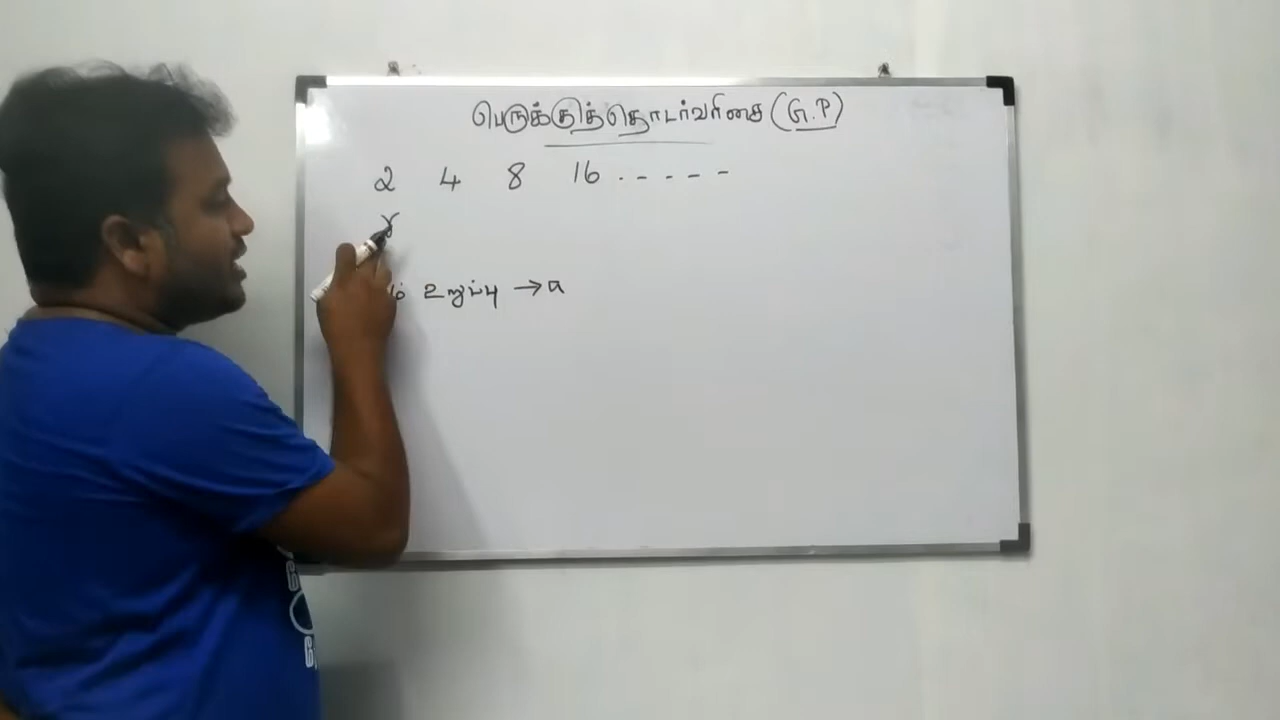 பெருக்குத்தொடர்வரிசை (G.P)
2 4 8 16 . - - - -
உறுப்பு → a